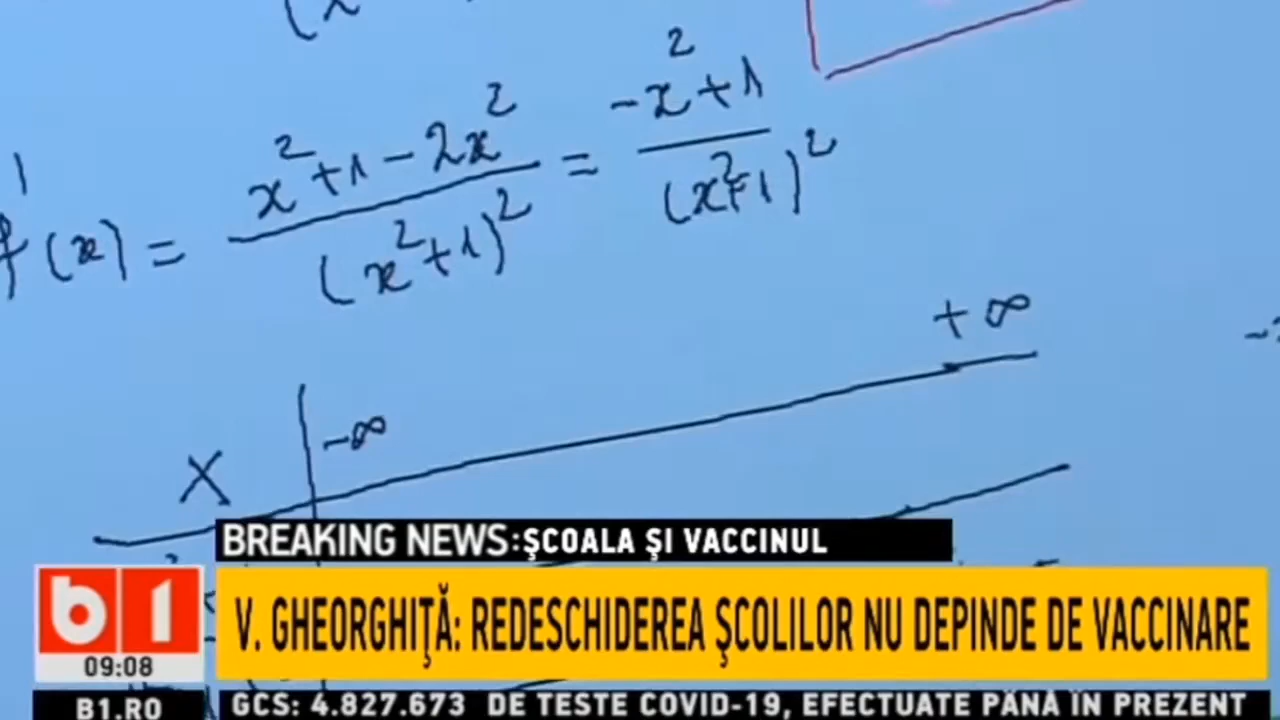 f'(x) = (x²+1-2x²)/(x²+1)² = (-x²+1)/(x²+1)²
x | -∞ +∞
BREAKING NEWS: ŞCOALA ŞI VACCINUL
b1
V. GHEORGHIŢĂ: REDESCHIDEREA ŞCOLILOR NU DEPINDE DE VACCINARE
09:08
B1.RO
GCS: 4.827.673 DE TESTE COVID-19, EFECTUATE PÂNĂ ÎN PREZENT